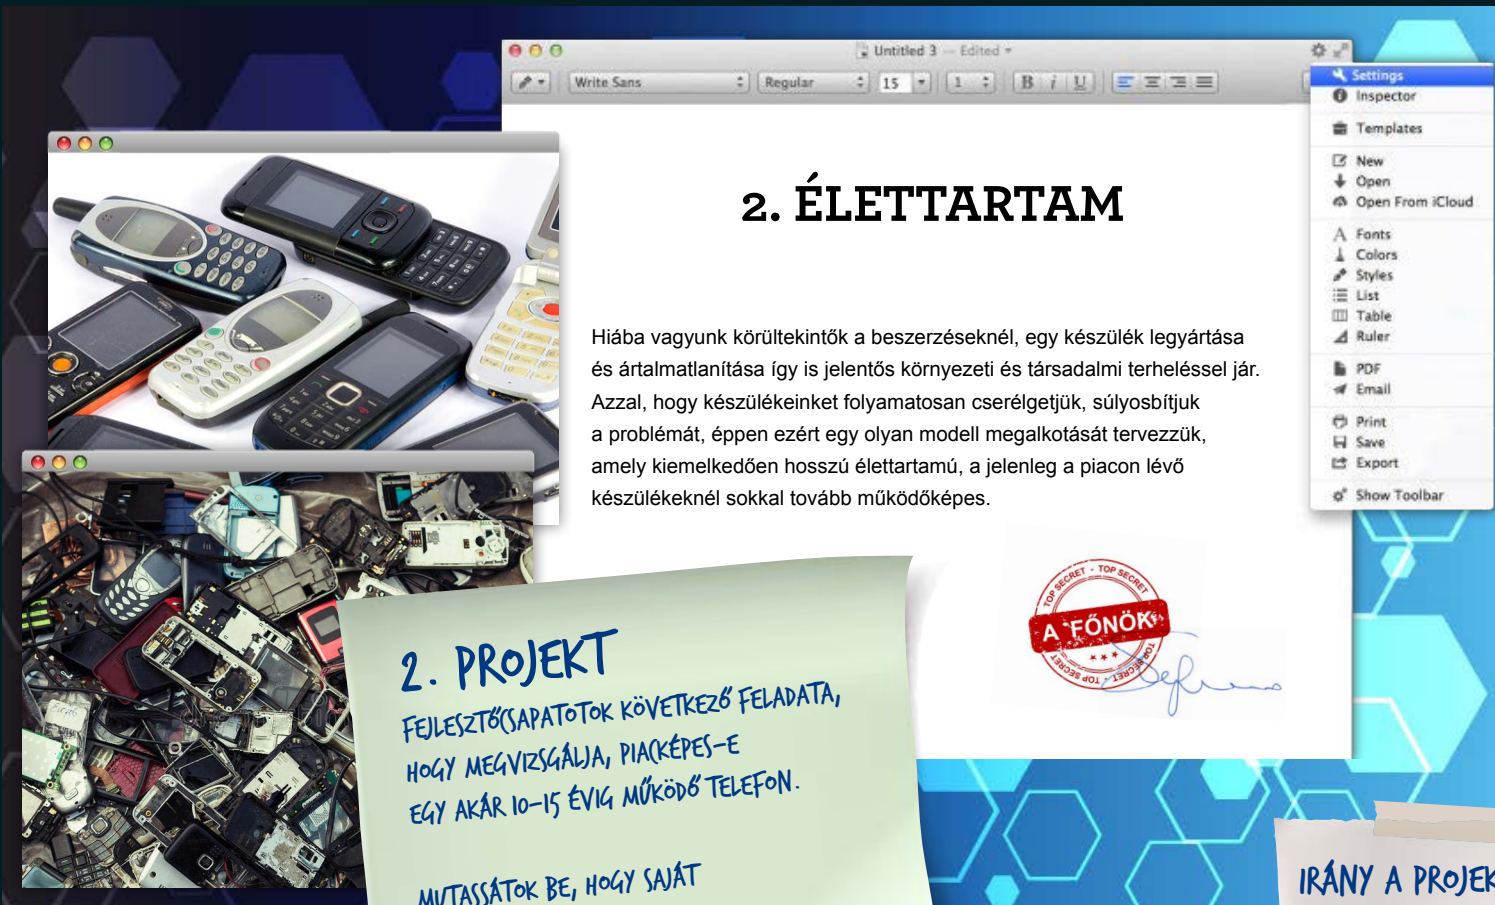 Untitled 3 — Edited
Write Sans
Regular
15
1
B i U
Settings
Inspector
Templates
New
Open
Open From iCloud
Fonts
Colors
Styles
List
Table
Ruler
PDF
Email
Print
Save
Export
Show Toolbar
2. ÉLETTARTAM
Hiába vagyunk körültekintők a beszerzéseknél, egy készülék legyártása
és ártalmatlanítása így is jelentős környezeti és társadalmi terheléssel jár.
Azzal, hogy készülékeinket folyamatosan cserélgetjük, súlyosbítjuk
a problémát, éppen ezért egy olyan modell megalkotását tervezzük,
amely kiemelkedően hosszú élettartamú, a jelenleg a piacon lévő
készülékeknél sokkal tovább működőképes.
TOP SECRET - TOP SECRET
A FŐNÖK
TOP SECRET - TOP SECRET
2. PROJEKT
FEJLESZTŐCSAPATOTOK KÖVETKEZŐ FELADATA,
HOGY MEGVIZSGÁLJA, PIACKÉPES-E
EGY AKÁR 10-15 ÉVIG MŰKÖDŐ TELEFON.
MUTASSÁTOK BE, HOGY SAJÁT
IRÁNY A PROJEK